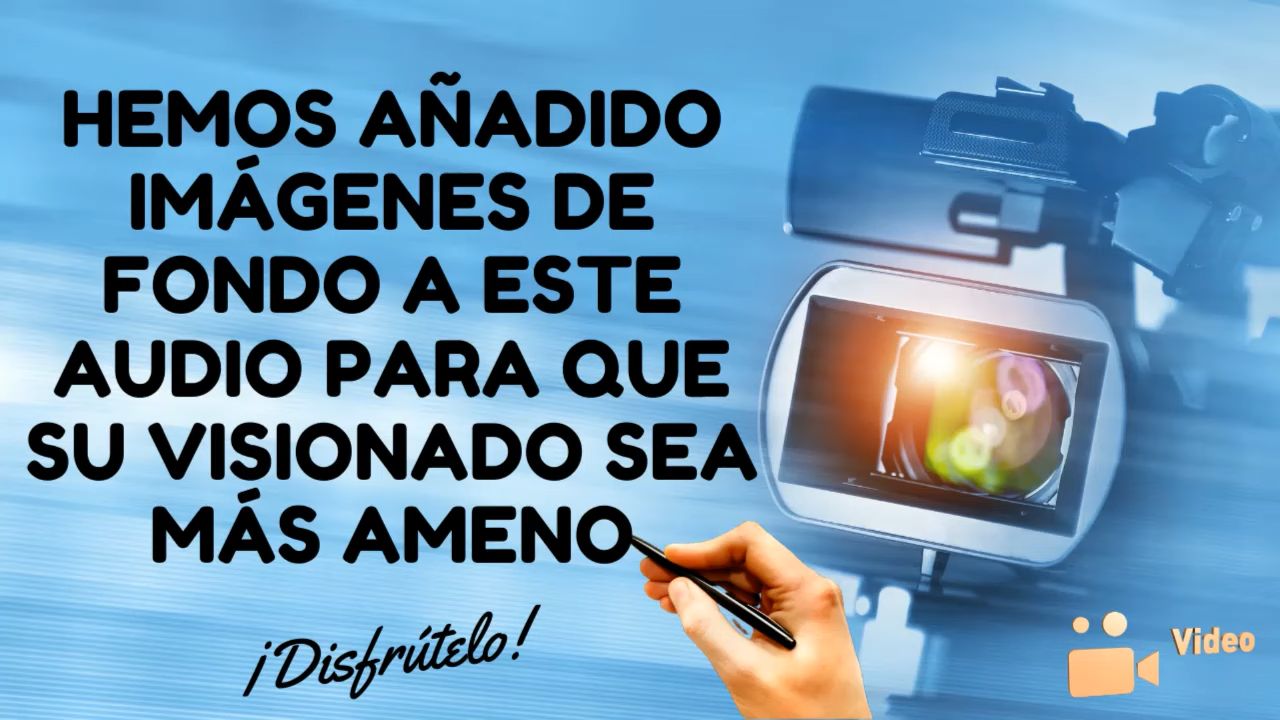 HEMOS AÑADIDO
IMÁGENES DE
FONDO A ESTE
AUDIO PARA QUE
SU VISIONADO SEA
MÁS AMENO
¡Disfrútelo!
Video